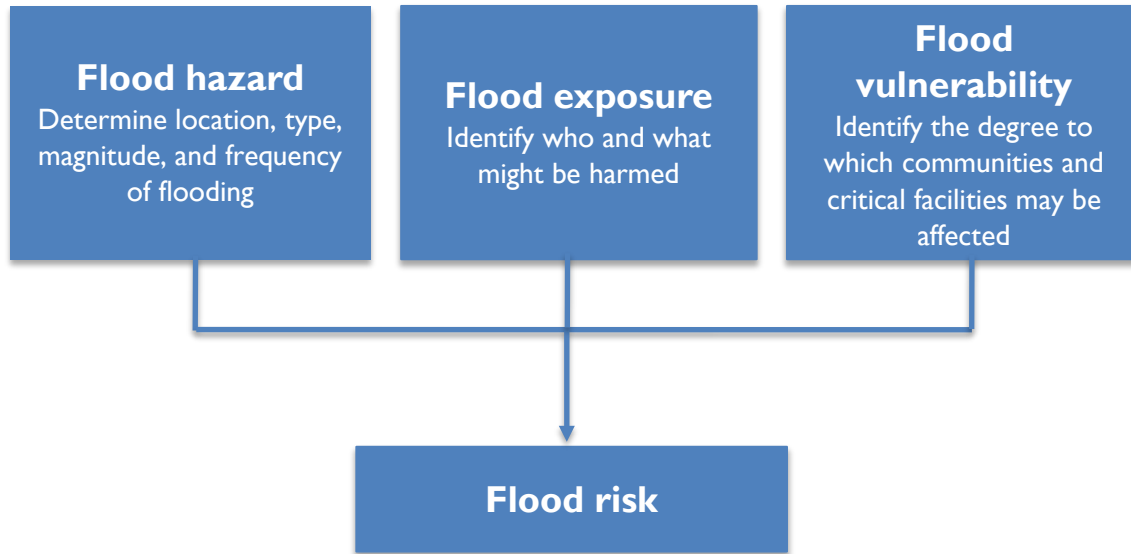 Flood hazard
Determine location, type,
magnitude, and frequency
of flooding
Flood exposure
Identify who and what
might be harmed
Flood
vulnerability
Identify the degree to
which communities and
critical facilities may be
affected
Flood risk